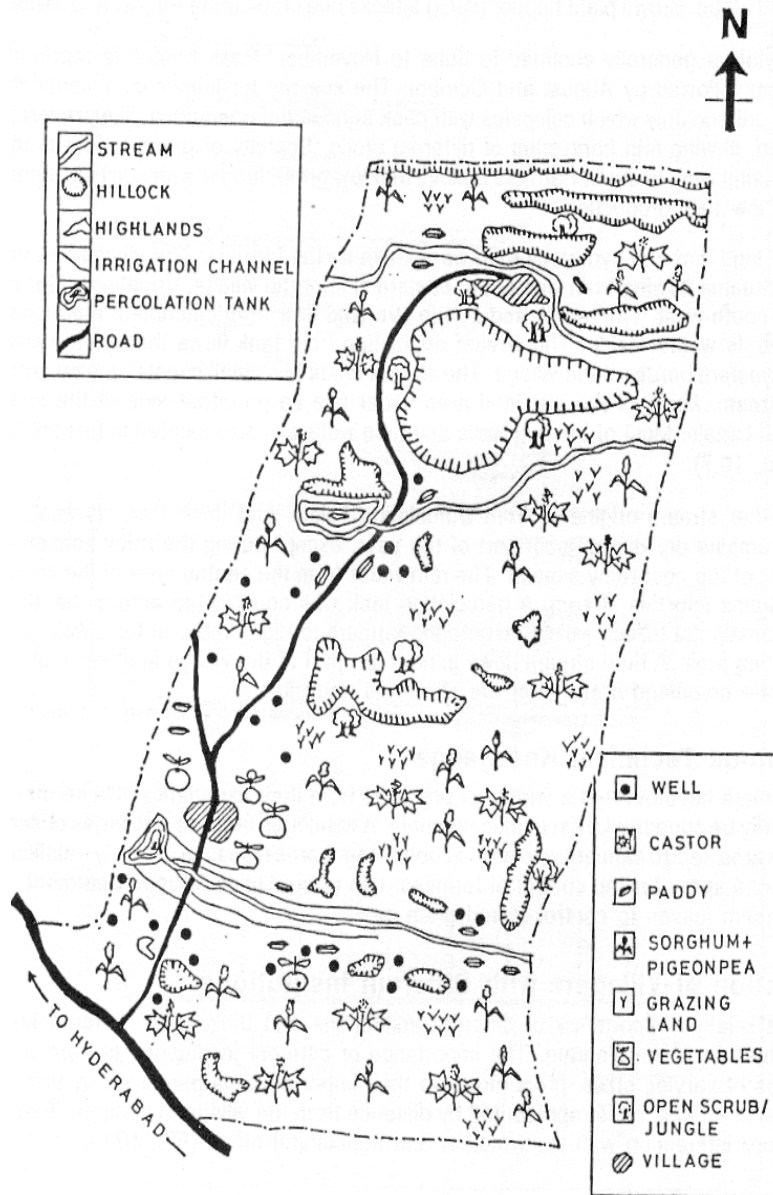 N
STREAM
HILLOCK
HIGHLANDS
IRRIGATION CHANNEL
PERCOLATION TANK
ROAD
WELL
CASTOR
PADDY
SORGHUM+
PIGEONPEA
GRAZING
LAND
VEGETABLES
OPEN SCRUB/
JUNGLE
VILLAGE
TO HYDERABAD